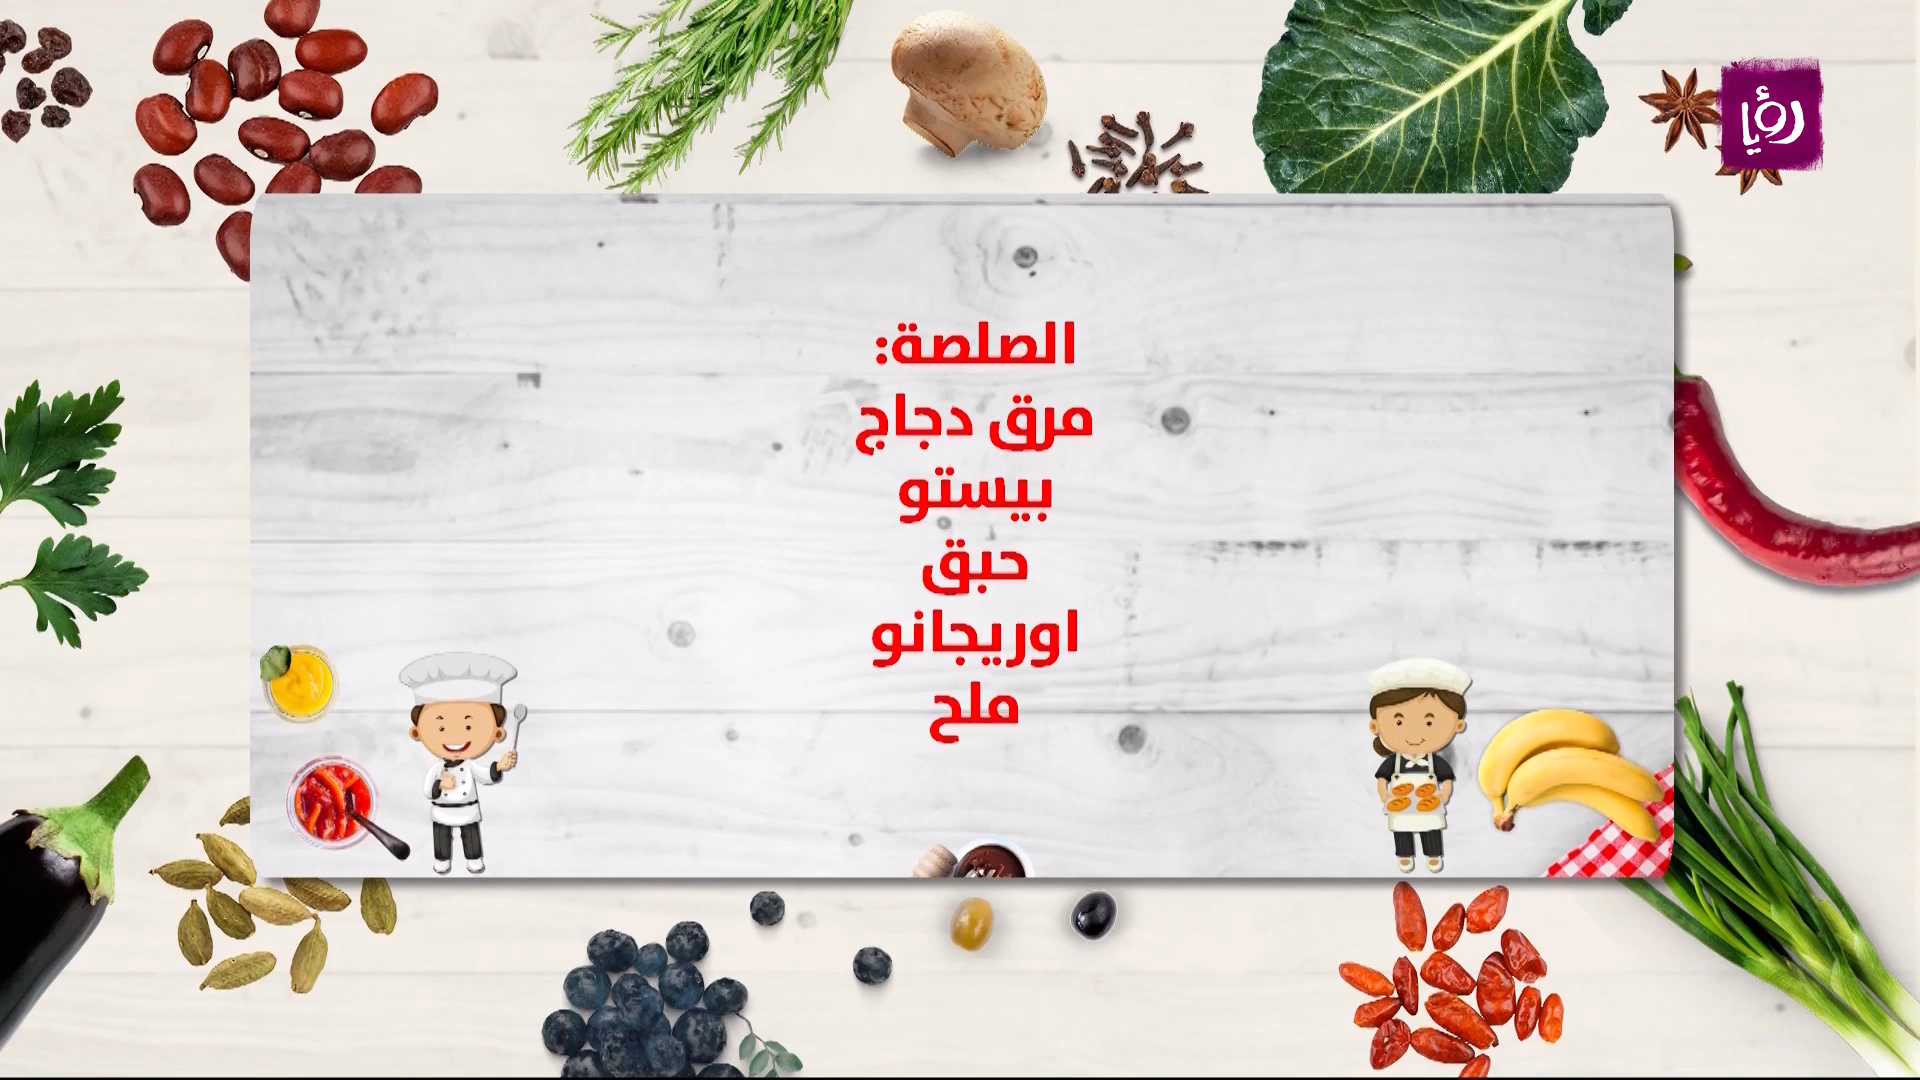 رؤيا
الصلصة:
مرق دجاج
بيستو
حبق
اوريجانو
ملح